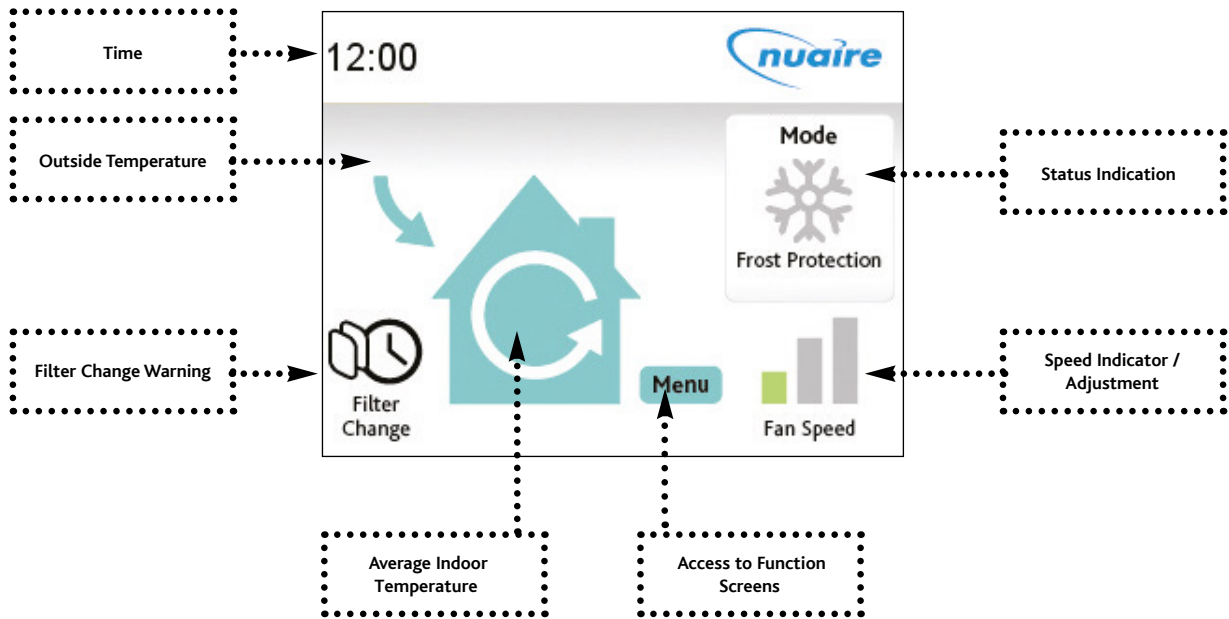 Time
12:00
nuaire
Outside Temperature
Mode
Frost Protection
Status Indication
Filter Change Warning
Filter
Change
Menu
Fan Speed
Speed Indicator /
Adjustment
Average Indoor
Temperature
Access to Function
Screens